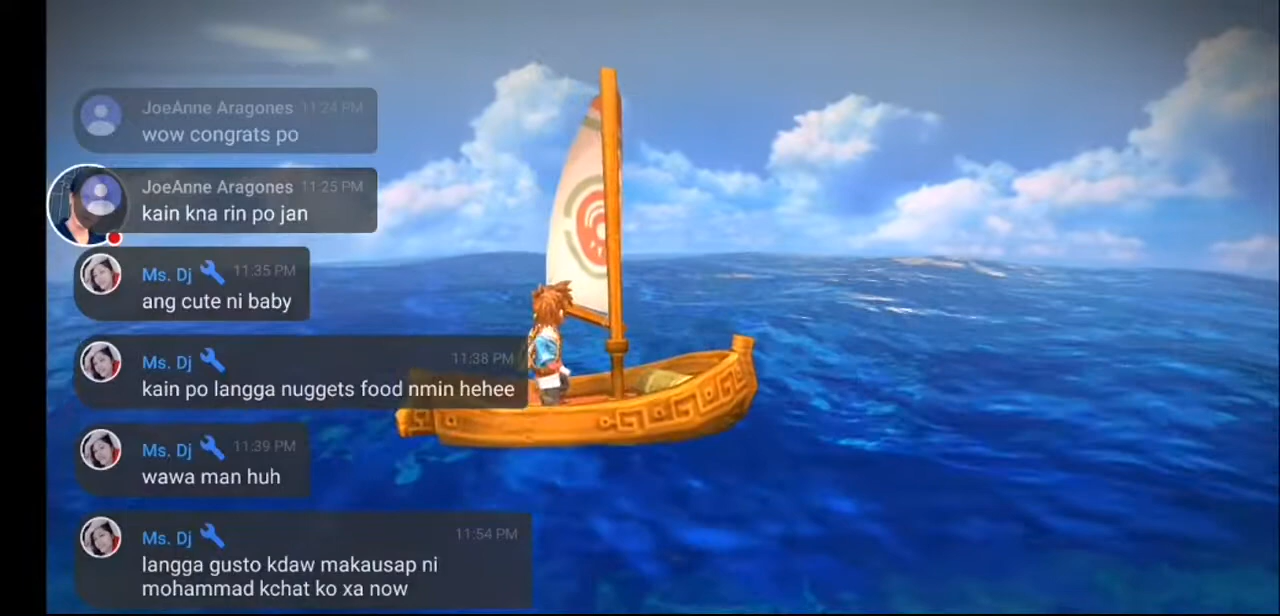 JoeAnne Aragones 11:24 PM
wow congrats po
JoeAnne Aragones 11:25 PM
kain kna rin po jan
Ms. Dj 11:35 PM
ang cute ni baby
Ms. Dj 11:38 PM
kain po langga nuggets food nmin hehee
Ms. Dj 11:39 PM
wawa man huh
Ms. Dj 11:54 PM
langga gusto kdaw makausap ni
mohammad kchat ko xa now